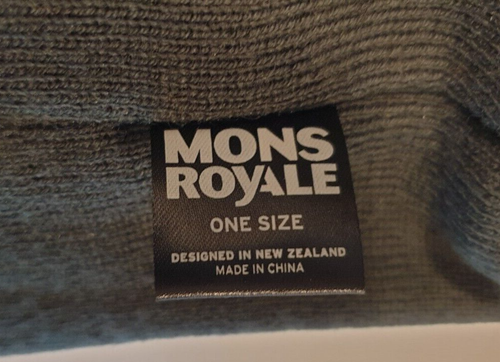 MONS
ROYALE
ONE SIZE
DESIGNED IN NEW ZEALAND
MADE IN CHINA